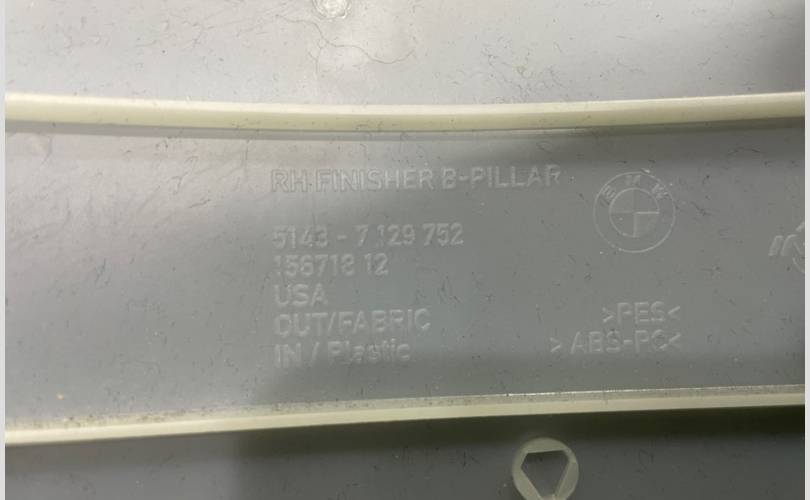 RH FINISHER B-PILLAR
BMW
5143 - 7 129 752
156718 12
USA
OUT/FABRIC
IN / Plastic
>PES<
>ABS-PC<